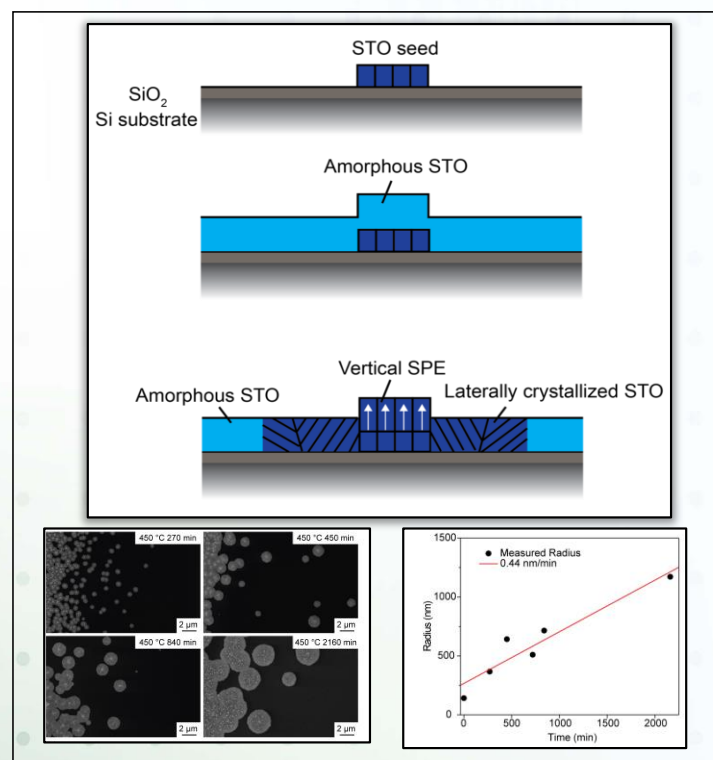 STO seed
SiO2
Si substrate
Amorphous STO
Vertical SPE
Amorphous STO
Laterally crystallized STO
450 °C 270 min
450 °C 450 min
2 µm
2 µm
450 °C 840 min
450 °C 2160 min
2 µm
2 µm
1500
Measured Radius
0.44 nm/min
1000
Radius(nm)
500
0
0
500
1000
1500
2000
Time (min)